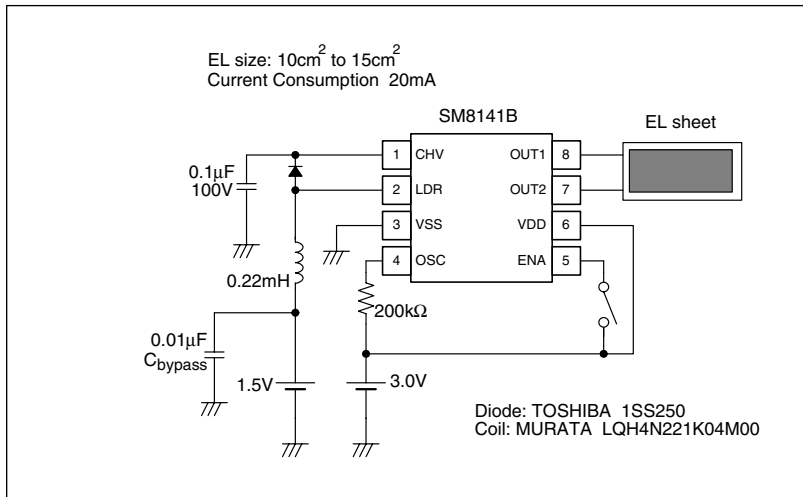 EL size: 10cm² to 15cm²
Current Consumption 20mA
SM8141B
EL sheet
1 CHV OUT1 8
0.1μF
100V
2 LDR OUT2 7
3 VSS VDD 6
4 OSC ENA 5
0.22mH
200kΩ
0.01μF
Cbypass
1.5V
3.0V
Diode: TOSHIBA 1SS250
Coil: MURATA LQH4N221K04M00